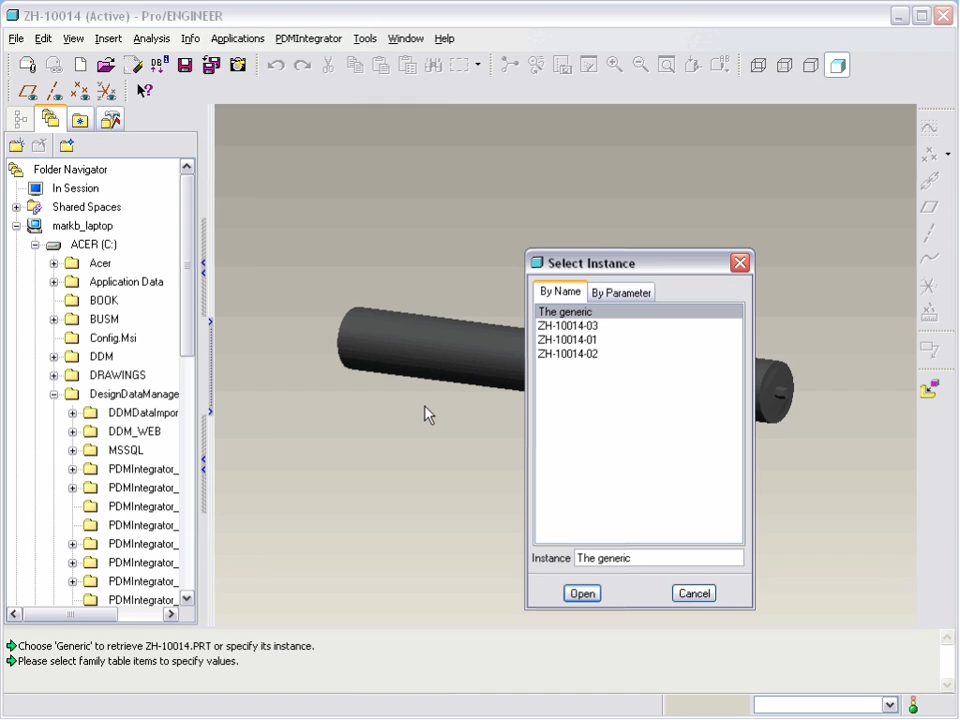 ZH-10014 (Active) - Pro/ENGINEER
File Edit View Insert Analysis Info Applications PDMIntegrator Tools Window Help
Folder Navigator
In Session
Shared Spaces
markb_laptop
ACER (C:)
Acer
Application Data
BOOK
BUSM
Config.Msi
DDM
DRAWINGS
DesignDataManage
DDMDataImpor
DDM_WEB
MSSQL
PDMIntegrator_
PDMIntegrator_
PDMIntegrator_
PDMIntegrator_
PDMIntegrator_
PDMIntegrator_
PDMIntegrator_
PDMIntegrator_
Select Instance
By Name By Parameter
The generic
ZH-10014-03
ZH-10014-01
ZH-10014-02
Instance The generic
Open Cancel
Choose 'Generic' to retrieve ZH-10014.PRT or specify its instance.
Please select family table items to specify values.